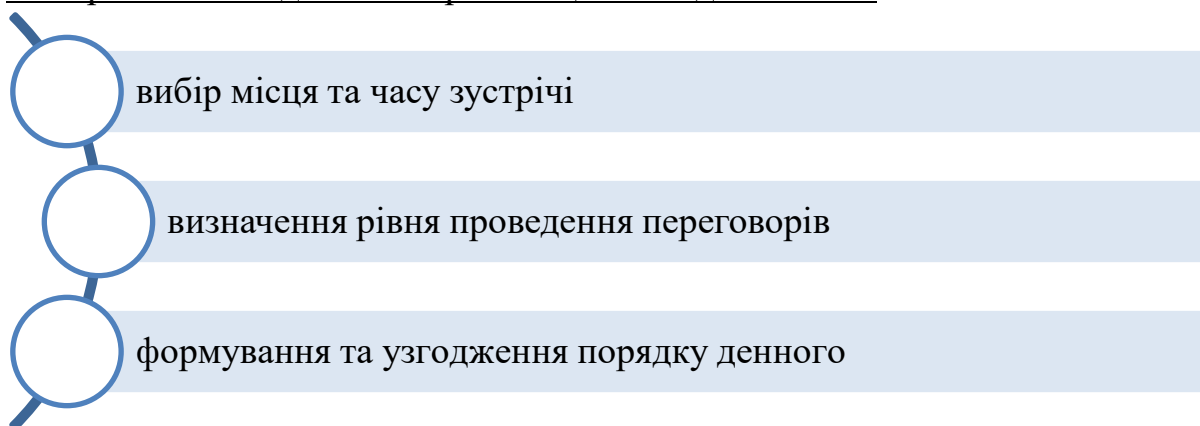 вибір місця та часу зустрічі
визначення рівня проведення переговорів
формування та узгодження порядку денного